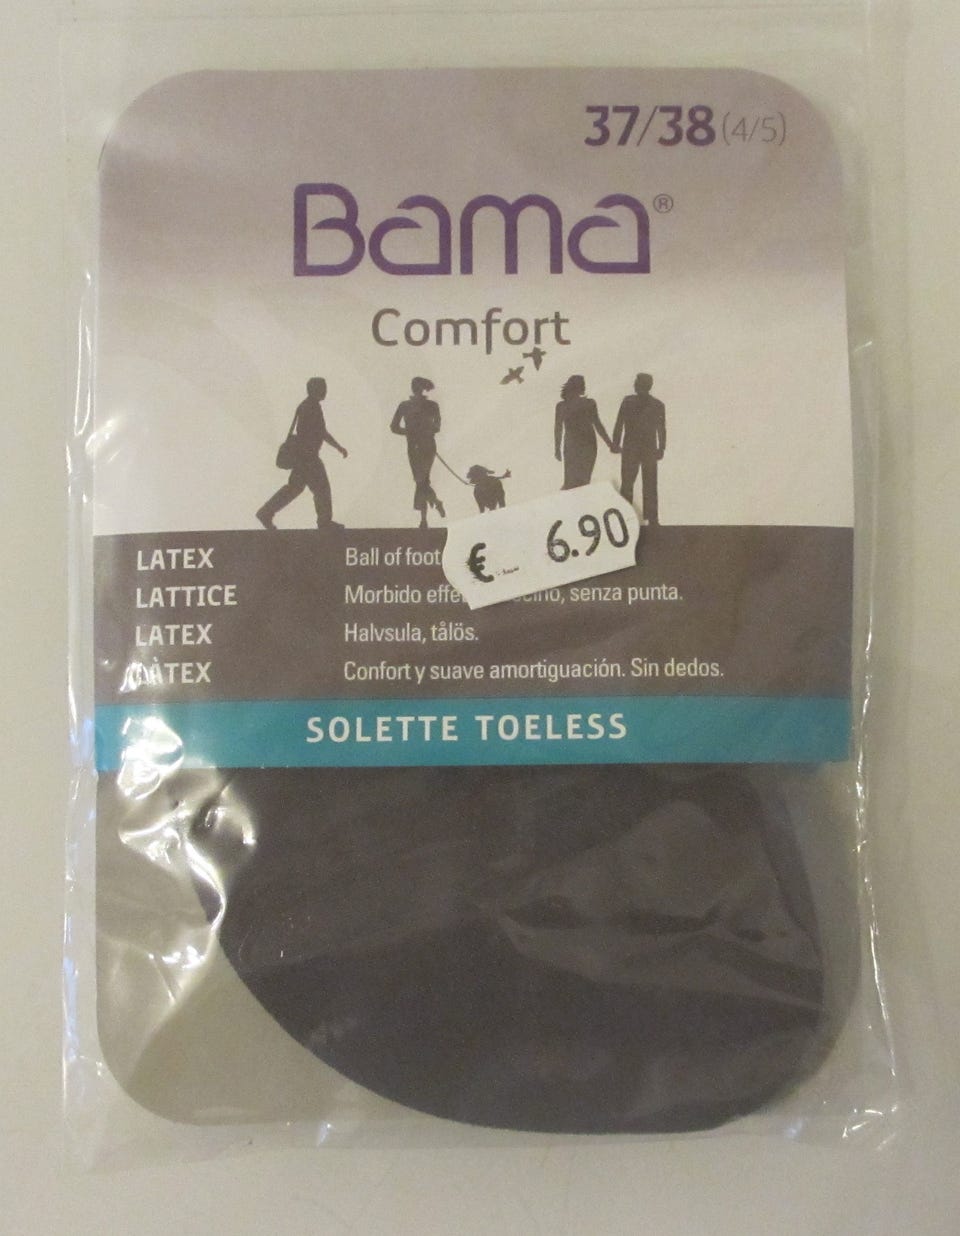 37/38 (4/5)
Bama®
Comfort
€ 6.90
LATEX Ball of foot
LATTICE Morbido senza punta.
LATEX Halvsula, tålös.
LATEX Confort y suave amortiguación. Sin dedos.
SOLETTE TOELESS